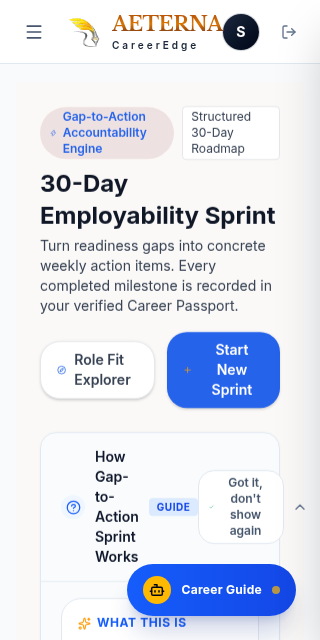 AETERNA
CareerEdge
S
Gap-to-Action
Accountability
Engine
Structured
30-Day
Roadmap
30-Day
Employability Sprint
Turn readiness gaps into concrete
weekly action items. Every
completed milestone is recorded in
your verified Career Passport.
Role Fit
Explorer
Start
New
Sprint
How
Gap-
to-
Action
Sprint
Works
GUIDE
Got it,
don't
show
again
Career Guide
WHAT THIS IS